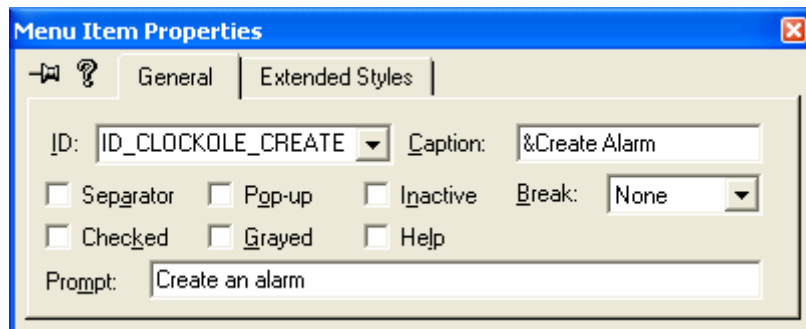 Menu Item Properties
General Extended Styles
ID: ID_CLOCKOLE_CREATE Caption: &Create Alarm
Separator Pop-up Inactive Break: None
Checked Grayed Help
Prompt: Create an alarm